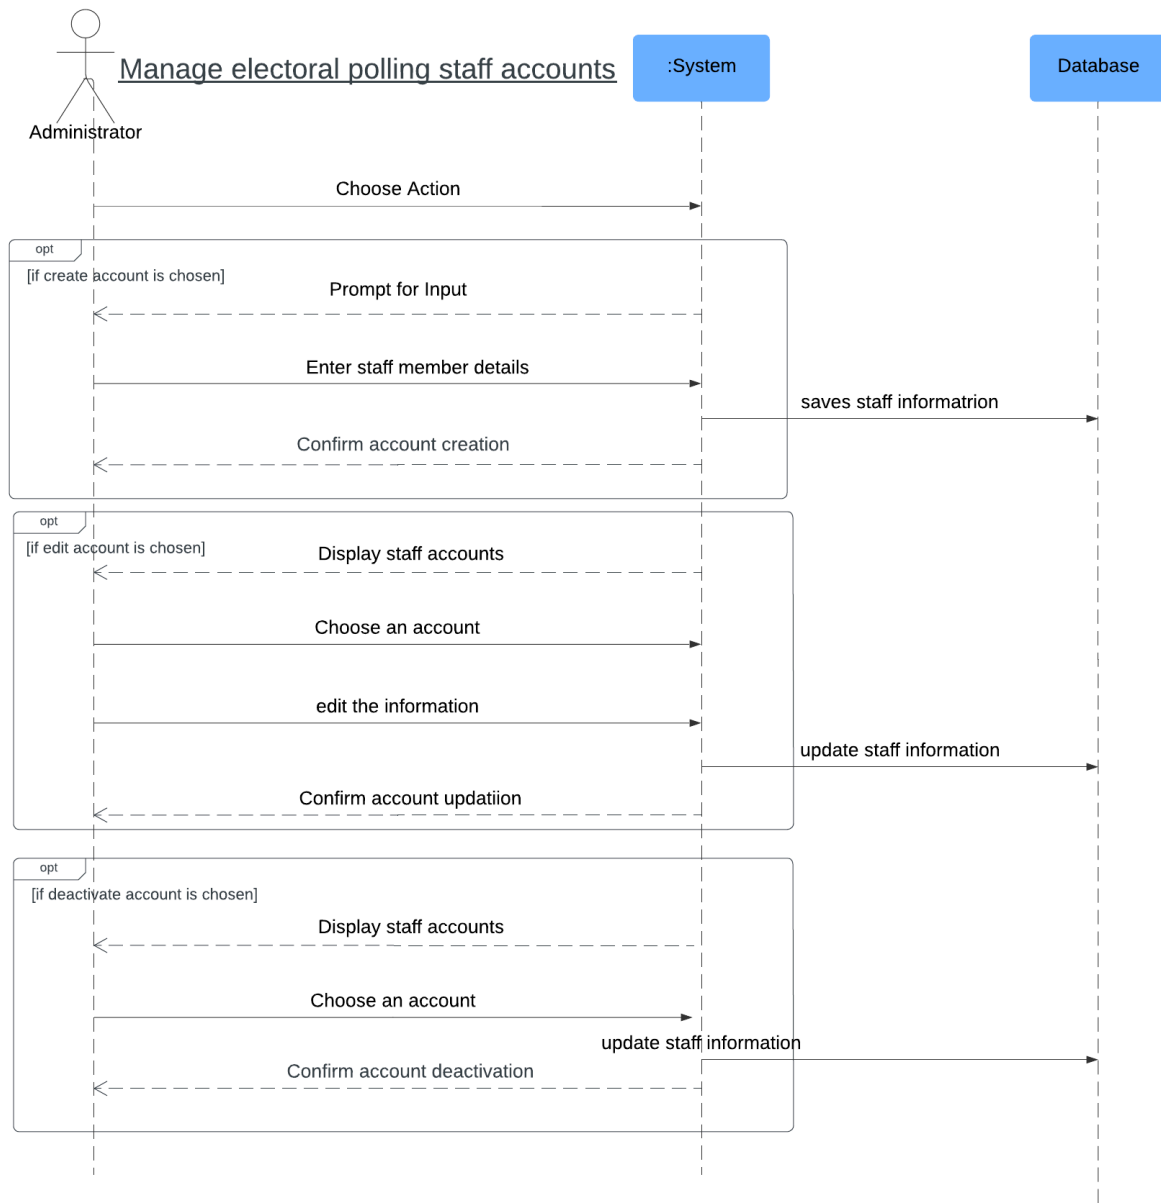 Manage electoral polling staff accounts
:System
Database
Administrator
Choose Action
opt
[if create account is chosen]
Prompt for Input
Enter staff member details
saves staff informatrion
Confirm account creation
opt
[if edit account is chosen]
Display staff accounts
Choose an account
edit the information
update staff information
Confirm account updatiion
opt
[if deactivate account is chosen]
Display staff accounts
Choose an account
update staff information
Confirm account deactivation